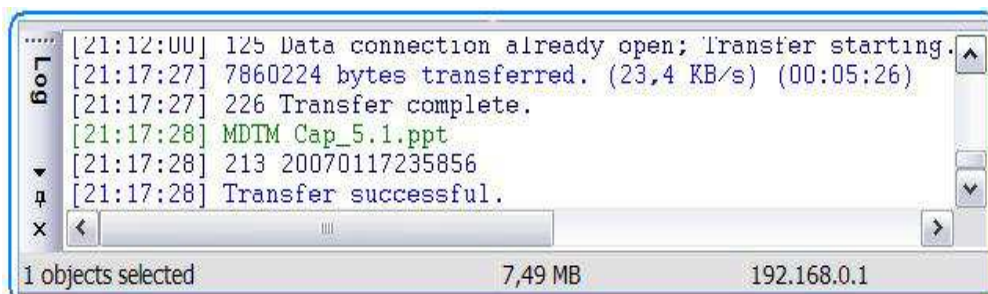 Log
[21:12:00] 125 Data connection already open; Transfer starting.
[21:17:27] 7860224 bytes transferred. (23,4 KB/s) (00:05:26)
[21:17:27] 226 Transfer complete.
[21:17:28] MDTM Cap_5.1.ppt
[21:17:28] 213 20070117235856
[21:17:28] Transfer successful.
1 objects selected 7,49 MB 192.168.0.1